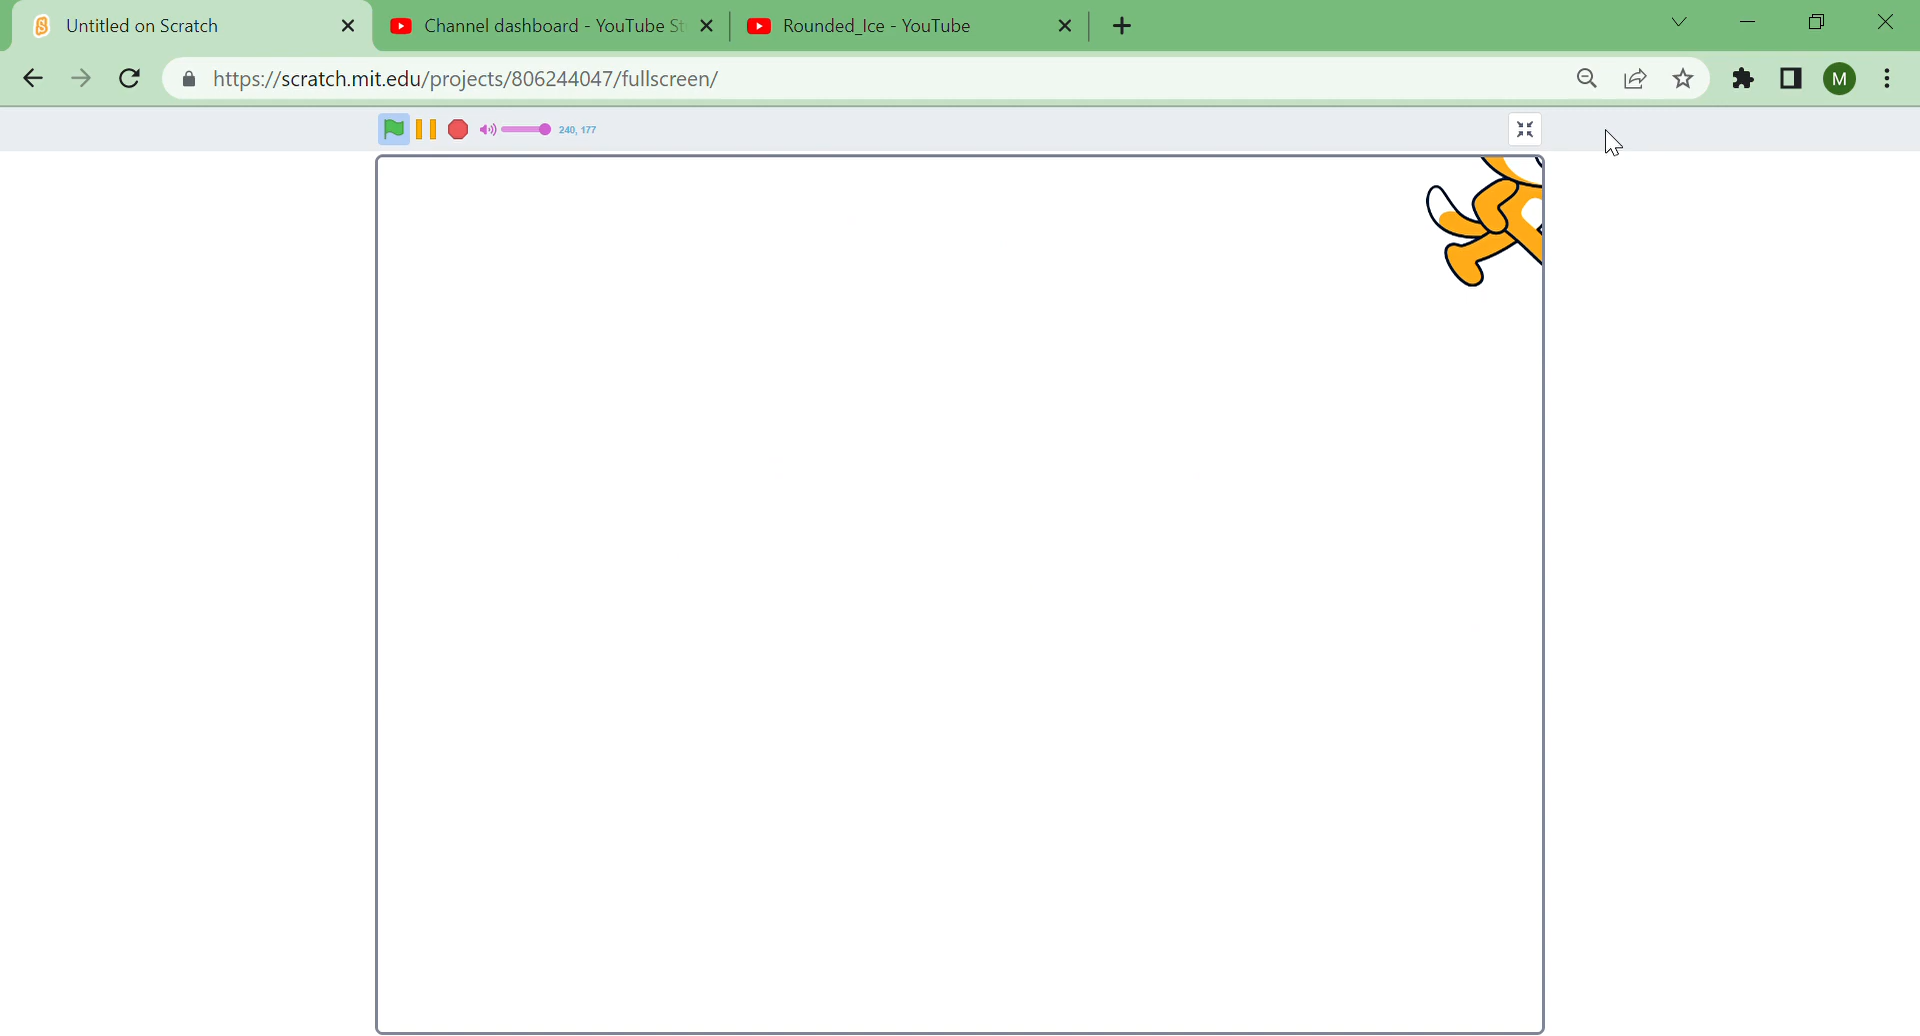 Untitled on Scratch
Channel dashboard - YouTube St
Rounded_Ice - YouTube
https://scratch.mit.edu/projects/806244047/fullscreen/
M
240, 177